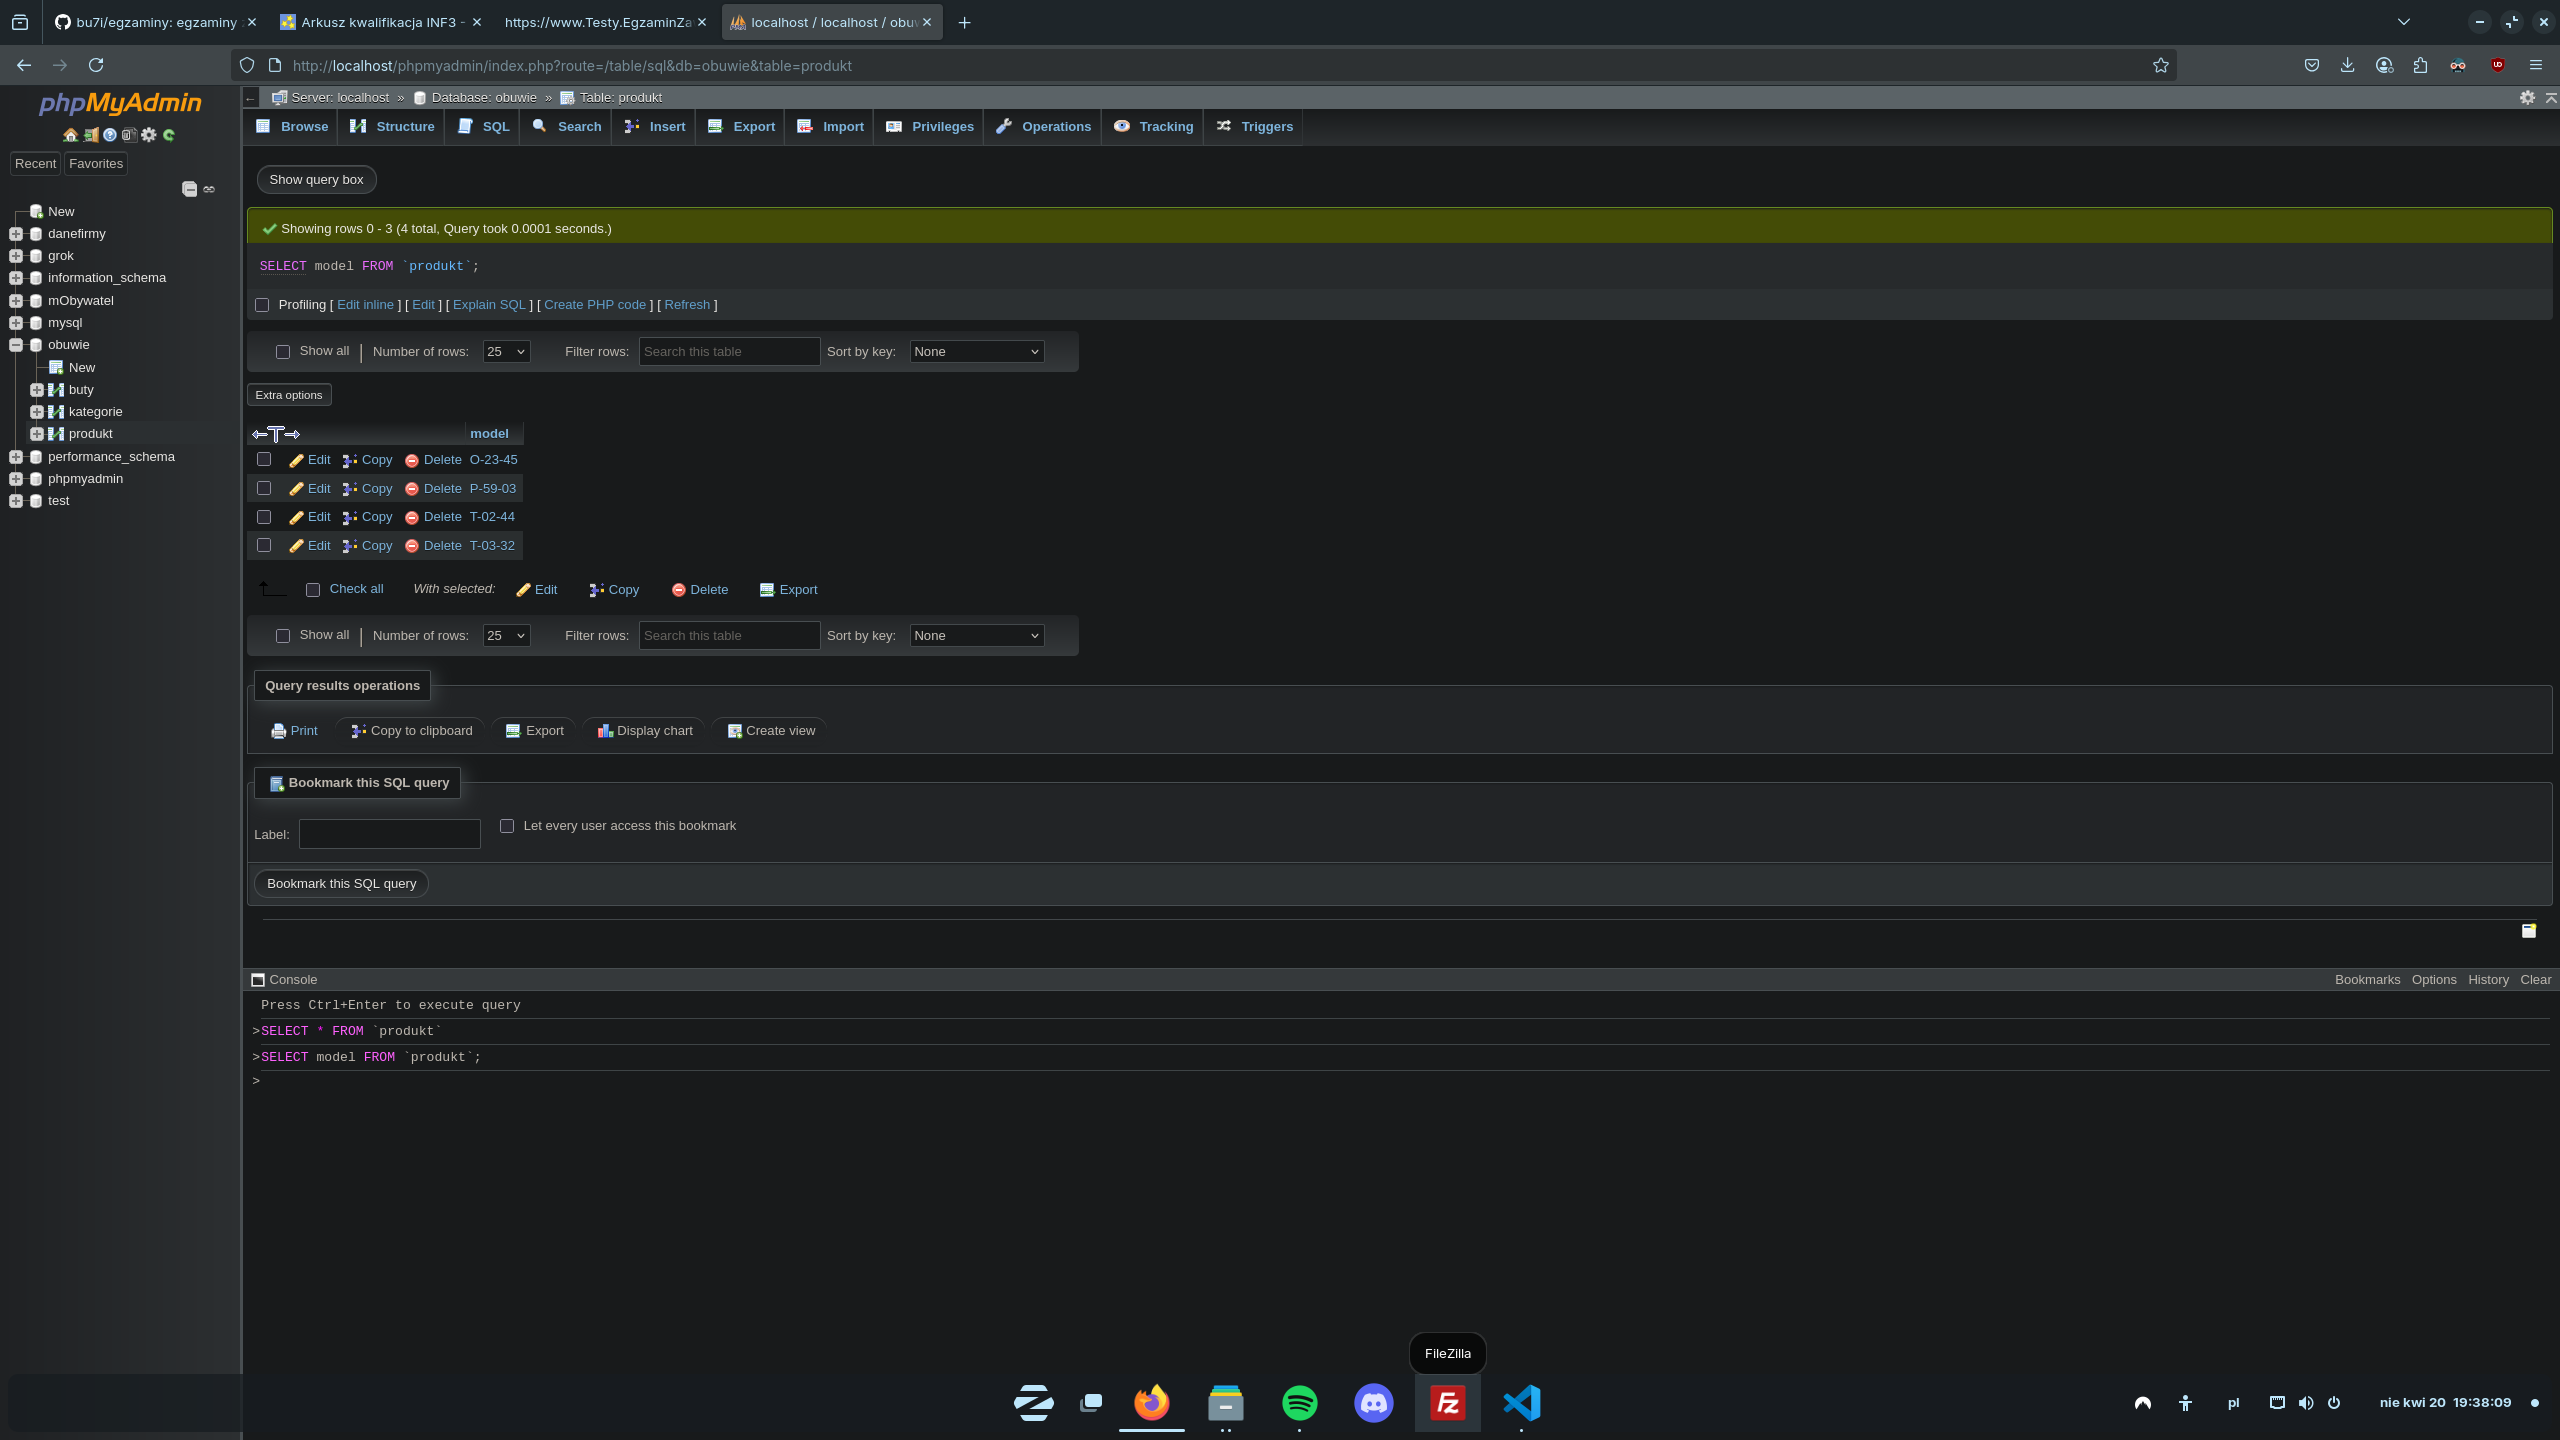 bu7i/egzaminy: egzaminy
Arkusz kwalifikacja INF3 -
https://www.Testy.EgzaminZa
localhost / localhost / obuw
http://localhost/phpmyadmin/index.php?route=/table/sql&db=obuwie&table=produkt
phpMyAdmin
Recent Favorites
New
danefirmy
grok
information_schema
mObywatel
mysql
obuwie
New
buty
kategorie
produkt
performance_schema
phpmyadmin
test
← Server: localhost » Database: obuwie » Table: produkt
Browse Structure SQL Search Insert Export Import Privileges Operations Tracking Triggers
Show query box
Showing rows 0 - 3 (4 total, Query took 0.0001 seconds.)
SELECT model FROM `produkt`;
Profiling [ Edit inline ] [ Edit ] [ Explain SQL ] [ Create PHP code ] [ Refresh ]
Show all | Number of rows: 25 Filter rows: Search this table Sort by key: None
Extra options
model
Edit Copy Delete O-23-45
Edit Copy Delete P-59-03
Edit Copy Delete T-02-44
Edit Copy Delete T-03-32
Check all With selected: Edit Copy Delete Export
Show all | Number of rows: 25 Filter rows: Search this table Sort by key: None
Query results operations
Print Copy to clipboard Export Display chart Create view
Bookmark this SQL query
Label: Let every user access this bookmark
Bookmark this SQL query
Console Bookmarks Options History Clear
Press Ctrl+Enter to execute query
>SELECT * FROM `produkt`
>SELECT model FROM `produkt`;
>
FileZilla
pl nie kwi 20 19:38:09